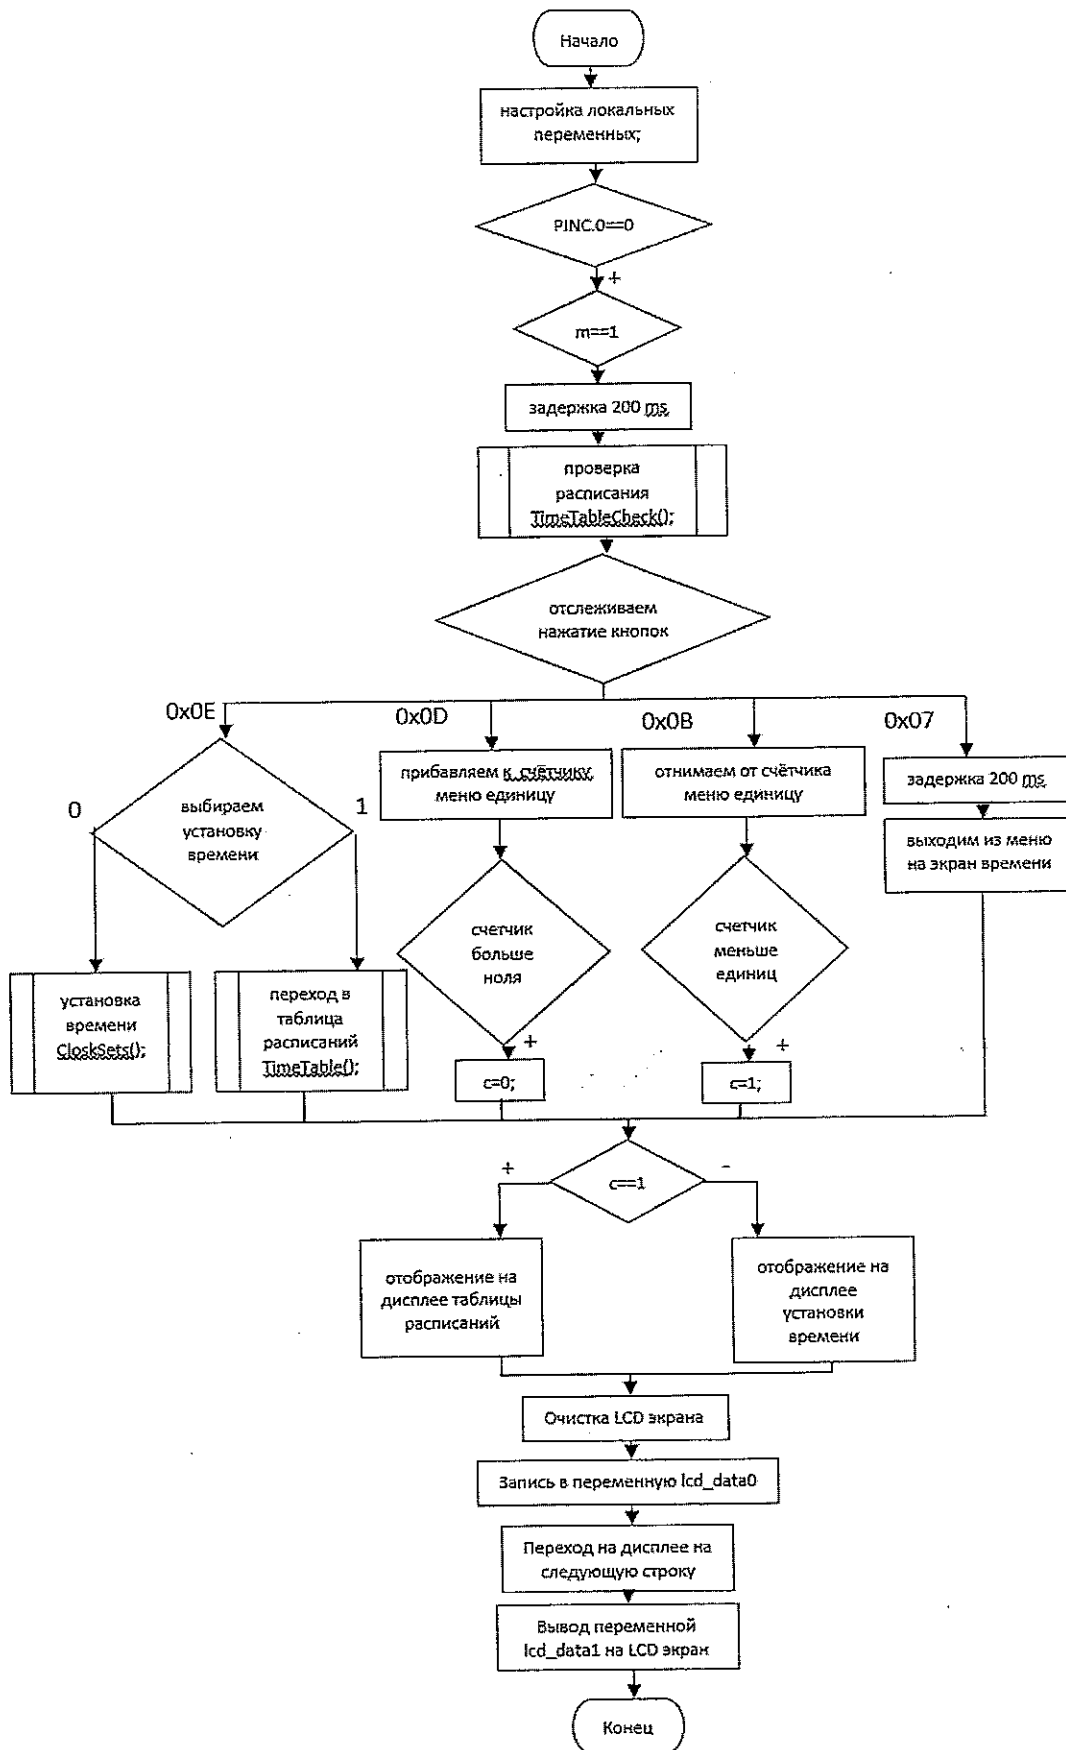 Начало
настройка локальных
переменных;
PINC.0==0
+
m==1
задержка 200 ms
проверка
расписания
TimeTableCheck();
отслеживаем
нажатие кнопок
0x0E
0x0D
0x0B
0x07
0
выбираем
установку
времени
1
прибавляем к счётчику
меню единицу
отнимаем от счётчика
меню единицу
задержка 200 ms
выходим из меню
на экран времени
счетчик
больше
ноля
счетчик
меньше
единиц
установка
времени
CloskSets();
переход в
таблица
расписаний
TimeTable();
+
c=0;
+
c=1;
+
c==1
-
отображение на
дисплее таблицы
расписаний
отображение на
дисплее
установки
времени
Очистка LCD экрана
Запись в переменную lcd_data0
Переход на дисплее на
следующую строку
Вывод переменной
lcd_data1 на LCD экран
Конец